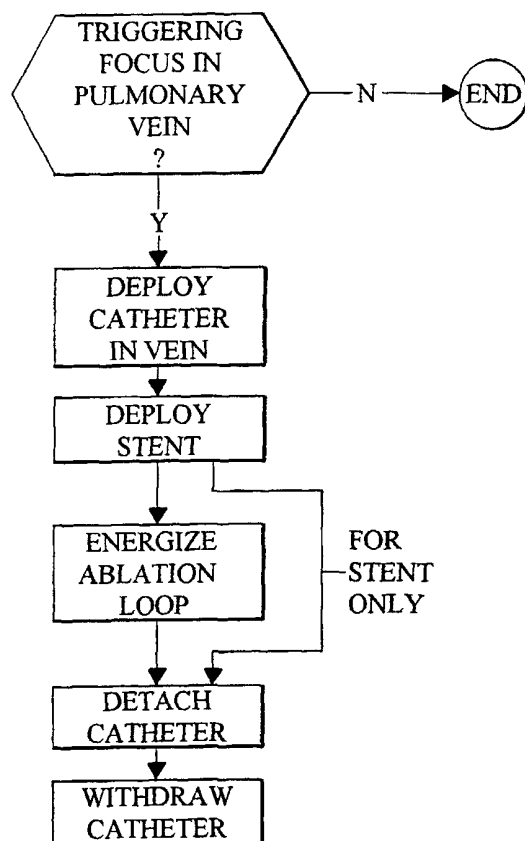 TRIGGERING
FOCUS IN
PULMONARY
VEIN
?
N
END
Y
DEPLOY
CATHETER
IN VEIN
DEPLOY
STENT
ENERGIZE
ABLATION
LOOP
FOR
STENT
ONLY
DETACH
CATHETER
WITHDRAW
CATHETER